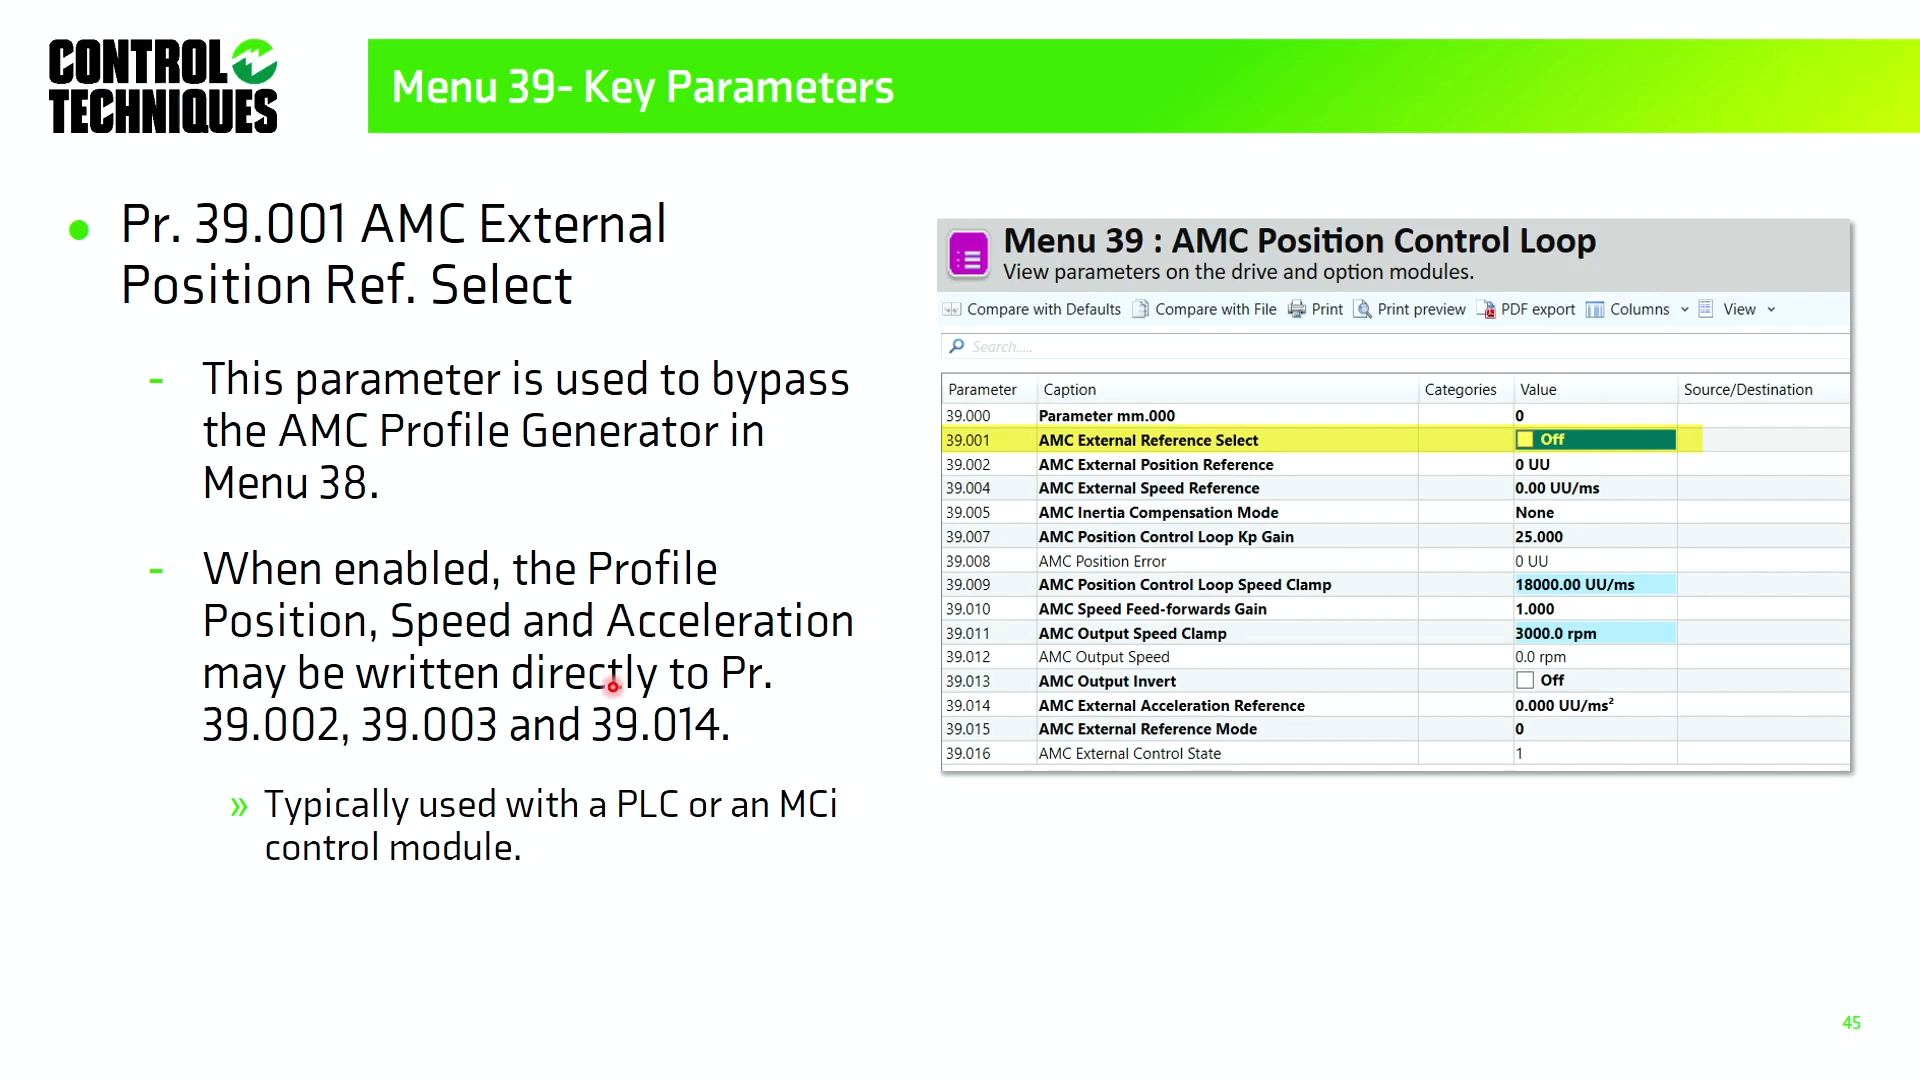 CONTROL
TECHNIQUES
Menu 39- Key Parameters
Pr. 39.001 AMC External
Position Ref. Select
- This parameter is used to bypass
the AMC Profile Generator in
Menu 38.
- When enabled, the Profile
Position, Speed and Acceleration
may be written directly to Pr.
39.002, 39.003 and 39.014.
» Typically used with a PLC or an MCi
control module.
Menu 39 : AMC Position Control Loop
View parameters on the drive and option modules.
Compare with Defaults Compare with File Print Print preview PDF export Columns View
Search.....
Parameter Caption Categories Value Source/Destination
39.000 Parameter mm.000 0
39.001 AMC External Reference Select Off
39.002 AMC External Position Reference 0 UU
39.004 AMC External Speed Reference 0.00 UU/ms
39.005 AMC Inertia Compensation Mode None
39.007 AMC Position Control Loop Kp Gain 25.000
39.008 AMC Position Error 0 UU
39.009 AMC Position Control Loop Speed Clamp 18000.00 UU/ms
39.010 AMC Speed Feed-forwards Gain 1.000
39.011 AMC Output Speed Clamp 3000.0 rpm
39.012 AMC Output Speed 0.0 rpm
39.013 AMC Output Invert Off
39.014 AMC External Acceleration Reference 0.000 UU/ms²
39.015 AMC External Reference Mode 0
39.016 AMC External Control State 1
45